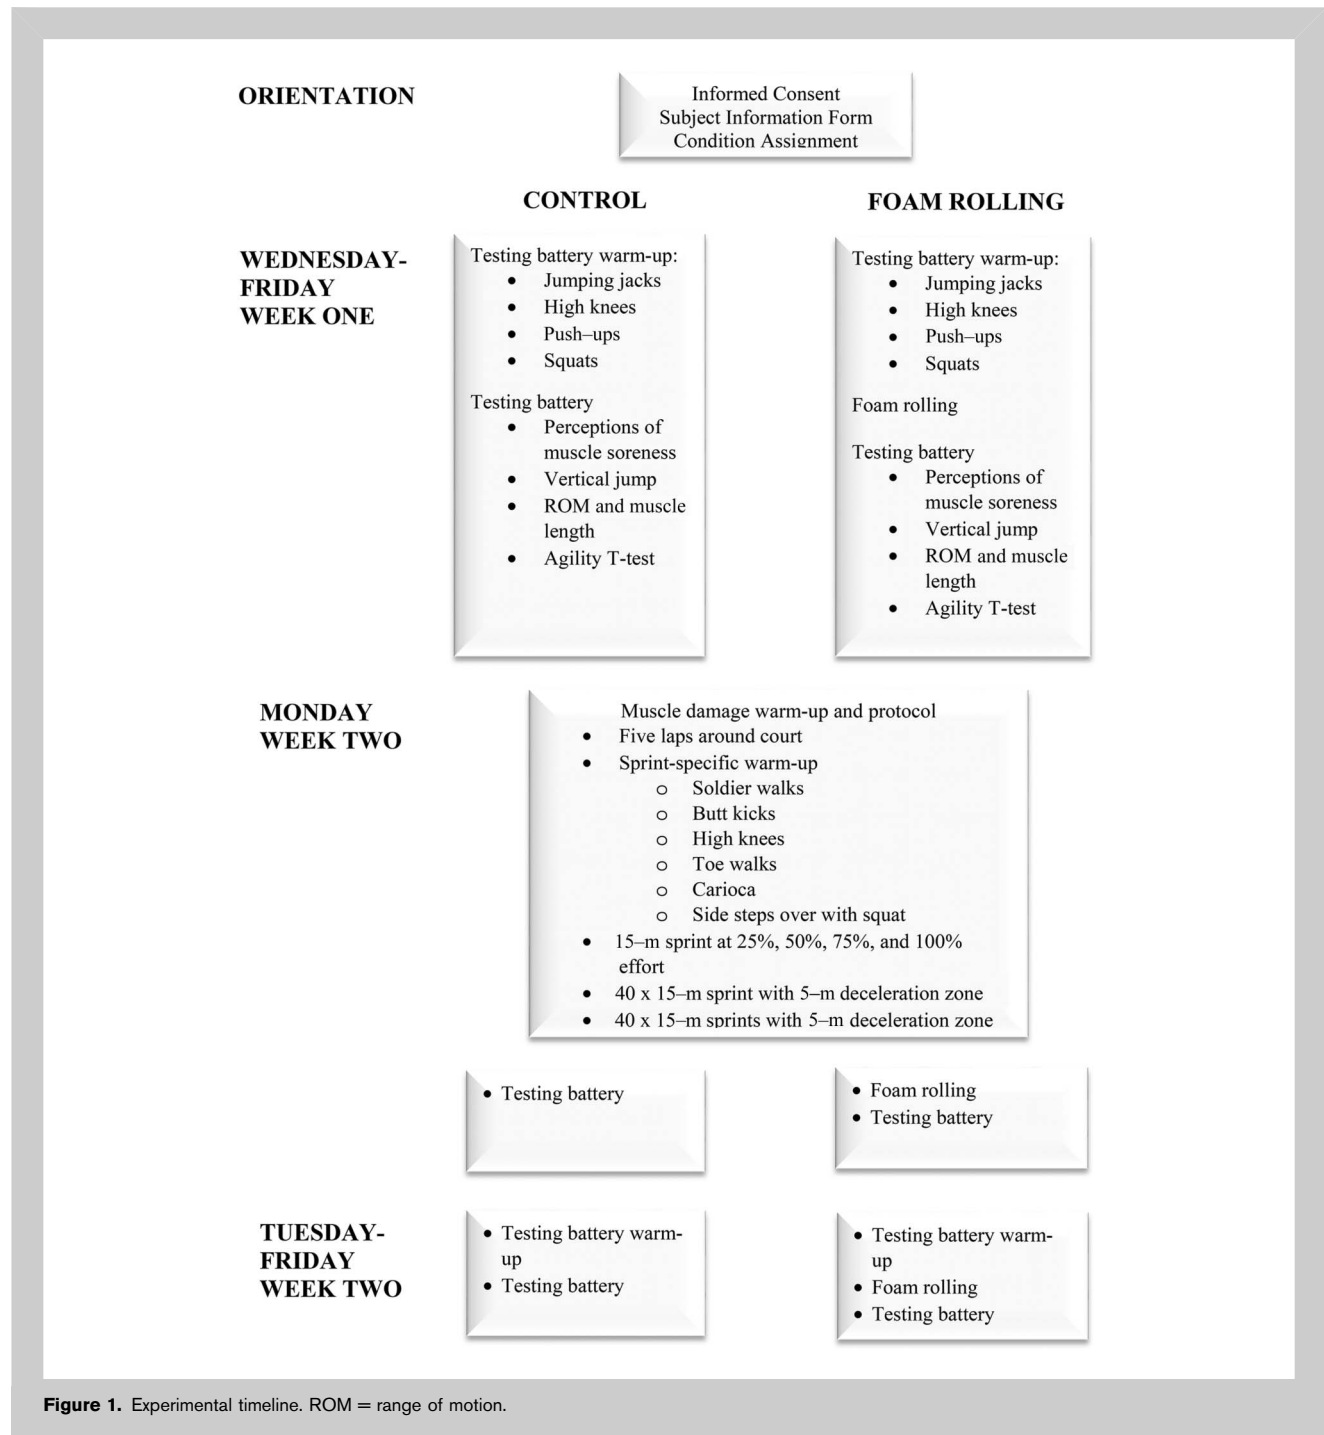 ORIENTATION
Informed Consent
Subject Information Form
Condition Assignment
CONTROL
FOAM ROLLING
WEDNESDAY-
FRIDAY
WEEK ONE
Testing battery warm-up:
• Jumping jacks
• High knees
• Push–ups
• Squats
Testing battery
• Perceptions of
muscle soreness
• Vertical jump
• ROM and muscle
length
• Agility T-test
Testing battery warm-up:
• Jumping jacks
• High knees
• Push–ups
• Squats
Foam rolling
Testing battery
• Perceptions of
muscle soreness
• Vertical jump
• ROM and muscle
length
• Agility T-test
MONDAY
WEEK TWO
Muscle damage warm-up and protocol
• Five laps around court
• Sprint-specific warm-up
o Soldier walks
o Butt kicks
o High knees
o Toe walks
o Carioca
o Side steps over with squat
• 15–m sprint at 25%, 50%, 75%, and 100%
effort
• 40 x 15–m sprint with 5–m deceleration zone
• 40 x 15–m sprints with 5–m deceleration zone
• Testing battery
• Foam rolling
• Testing battery
TUESDAY-
FRIDAY
WEEK TWO
• Testing battery warm-
up
• Testing battery
• Testing battery warm-
up
• Foam rolling
• Testing battery
Figure 1. Experimental timeline. ROM = range of motion.